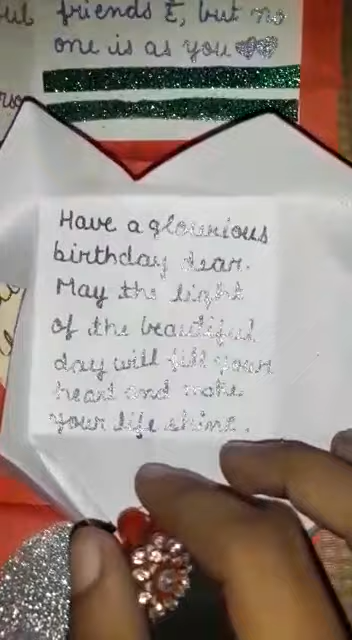 friends &, but no
one is as you
Have a glourious
birthday dear.
May the light
of the beautiful
day will fill your
heart and make
your life shine.